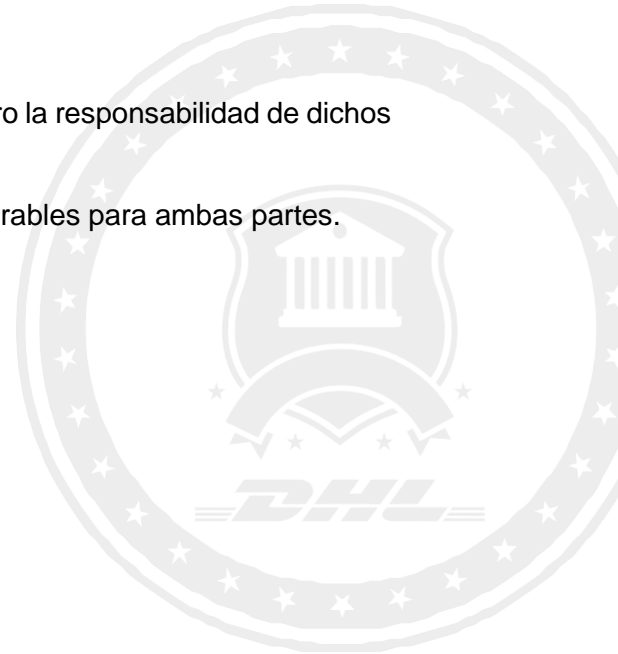 ro la responsabilidad de dichos
rables para ambas partes.
DHL